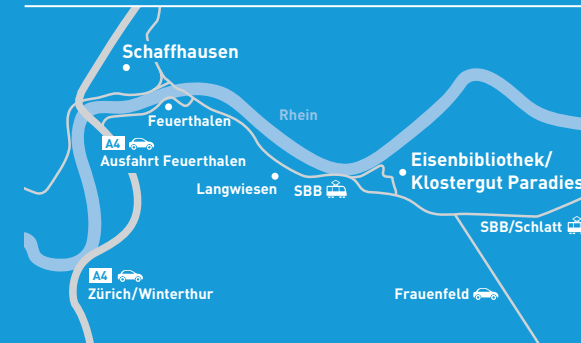 Schaffhausen
Feuerthalen
Rhein
A4
Ausfahrt Feuerthalen
Eisenbibliothek/
Klostergut Paradies
Langwiesen
SBB
SBB/Schlatt
A4
Zürich/Winterthur
Frauenfeld